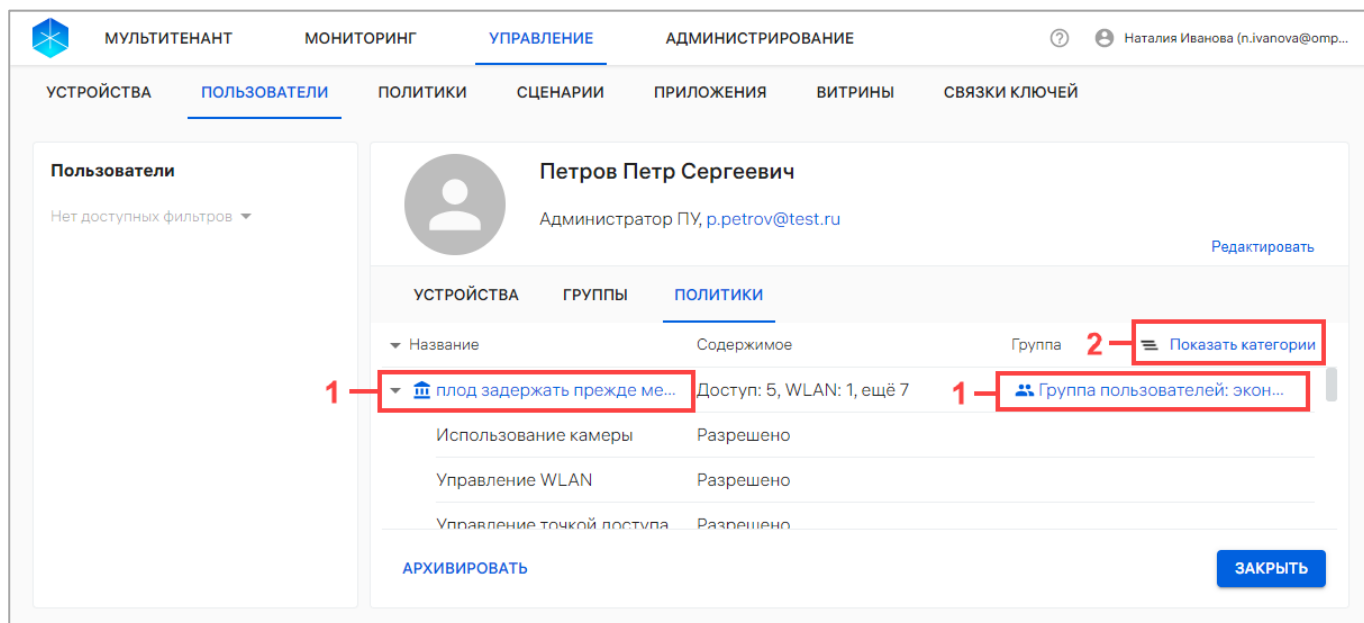 МУЛЬТИТЕНАНТ МОНИТОРИНГ УПРАВЛЕНИЕ АДМИНИСТРИРОВАНИЕ ? Наталия Иванова (n.ivanova@omp...
УСТРОЙСТВА ПОЛЬЗОВАТЕЛИ ПОЛИТИКИ СЦЕНАРИИ ПРИЛОЖЕНИЯ ВИТРИНЫ СВЯЗКИ КЛЮЧЕЙ
Пользователи
Нет доступных фильтров
Петров Петр Сергеевич
Администратор ПУ, p.petrov@test.ru
Редактировать
УСТРОЙСТВА ГРУППЫ ПОЛИТИКИ
Название Содержимое Группа 2 Показать категории
1 плод задержать прежде ме... Доступ: 5, WLAN: 1, ещё 7 1 Группа пользователей: экон...
Использование камеры Разрешено
Управление WLAN Разрешено
Управление точкой доступа Разрешено
АРХИВИРОВАТЬ ЗАКРЫТЬ